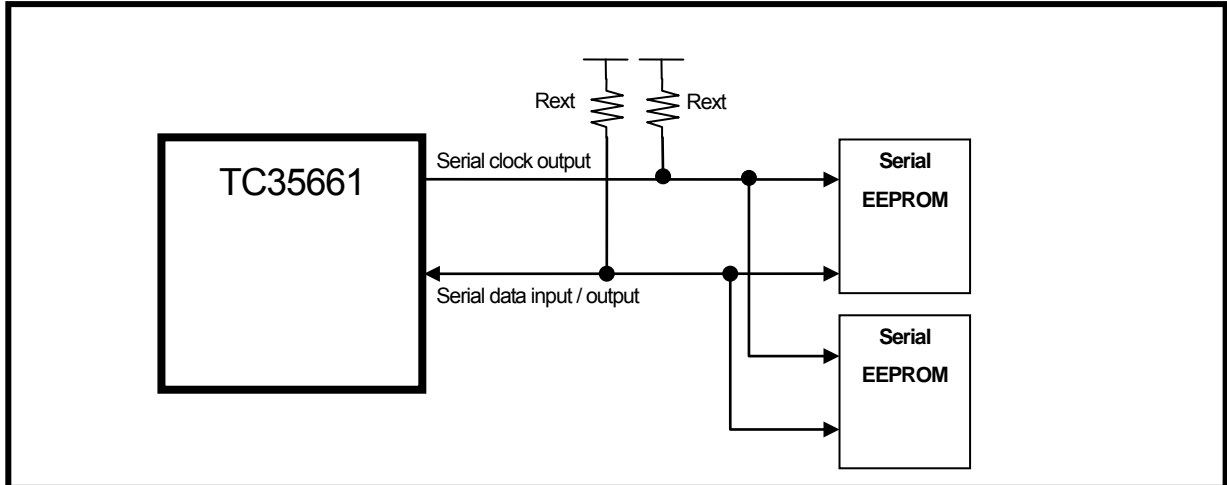 Rext
Rext
TC35661
Serial clock output
Serial
EEPROM
Serial data input / output
Serial
EEPROM